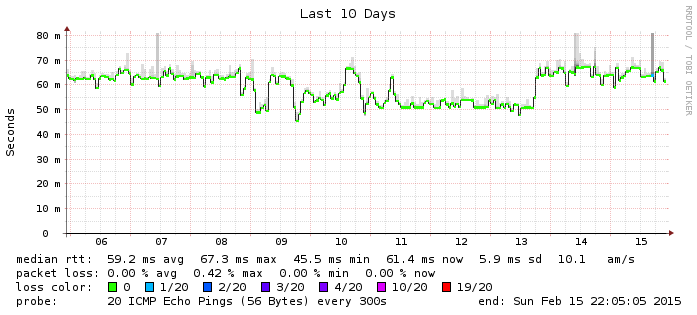 Last 10 Days
RRDTOOL / TOBI OETIKER
Seconds
80 m
70 m
60 m
50 m
40 m
30 m
20 m
10 m
0
06 07 08 09 10 11 12 13 14 15
median rtt: 59.2 ms avg 67.3 ms max 45.5 ms min 61.4 ms now 5.9 ms sd 10.1 am/s
packet loss: 0.00 % avg 0.42 % max 0.00 % min 0.00 % now
loss color: 0 1/20 2/20 3/20 4/20 10/20 19/20
probe: 20 ICMP Echo Pings (56 Bytes) every 300s end: Sun Feb 15 22:05:05 2015